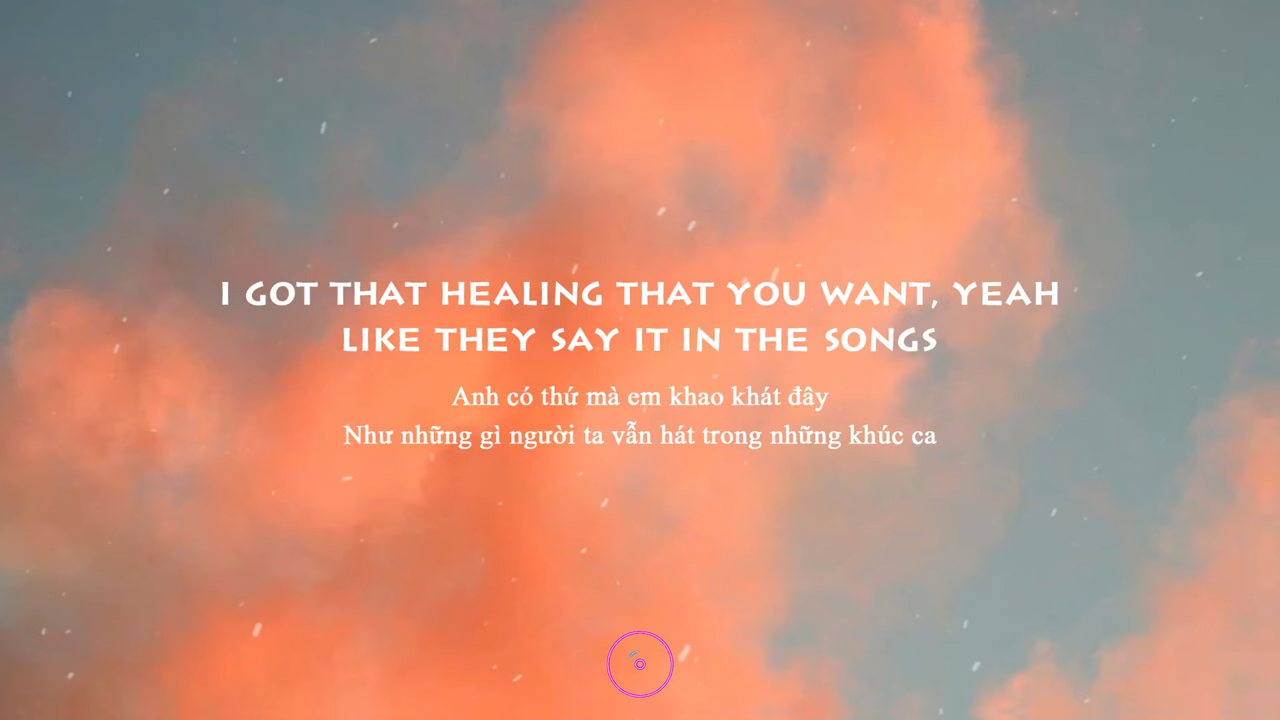 I GOT THAT HEALING THAT YOU WANT, YEAH
LIKE THEY SAY IT IN THE SONGS
Anh có thứ mà em khao khát đây
Như những gì người ta vẫn hát trong những khúc ca